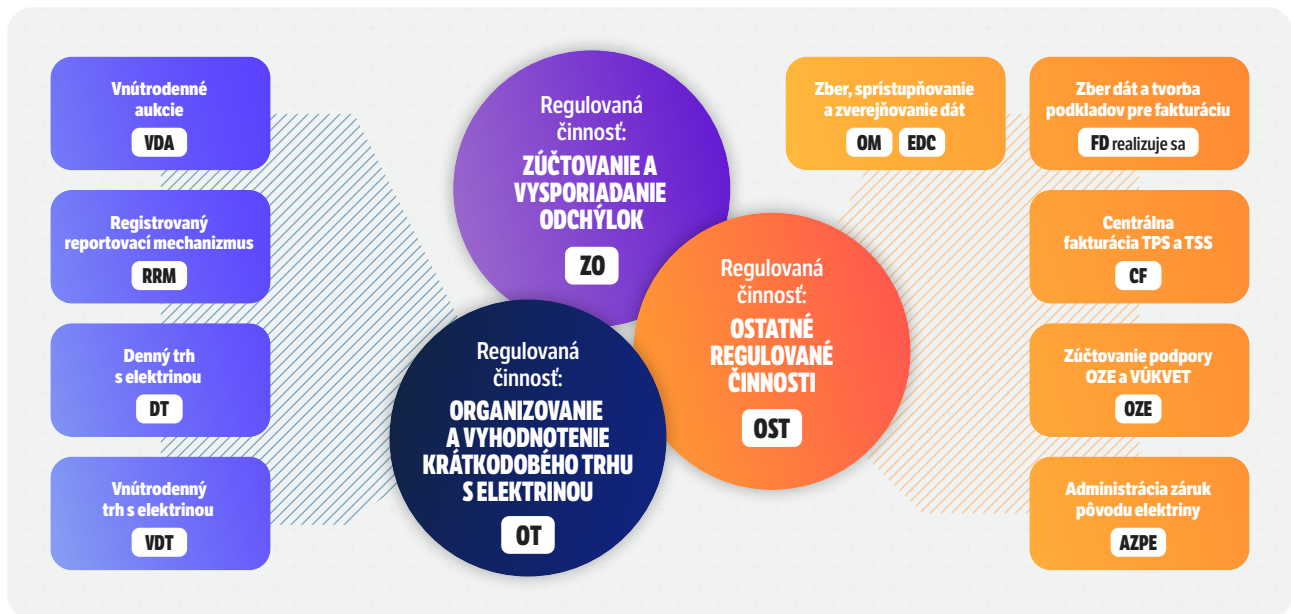 Vnútrodenné
aukcie
VDA
Registrovaný
reportovací mechanizmus
RRM
Denný trh
s elektrinou
DT
Vnútrodenný
trh s elektrinou
VDT
Regulovaná
činnosť:
ZÚČTOVANIE A
VYSPORIADANIE
ODCHÝLOK
ZO
Regulovaná
činnosť:
ORGANIZOVANIE
A VYHODNOTENIE
KRÁTKODOBÉHO TRHU
S ELEKTRINOU
OT
Regulovaná
činnosť:
OSTATNÉ
REGULOVANÉ
ČINNOSTI
OST
Zber, sprístupňovanie
a zverejňovanie dát
OM EDC
Zber dát a tvorba
podkladov pre fakturáciu
FD realizuje sa
Centrálna
fakturácia TPS a TSS
CF
Zúčtovanie podpory
OZE a VÚKVET
OZE
Administrácia záruk
pôvodu elektriny
AZPE